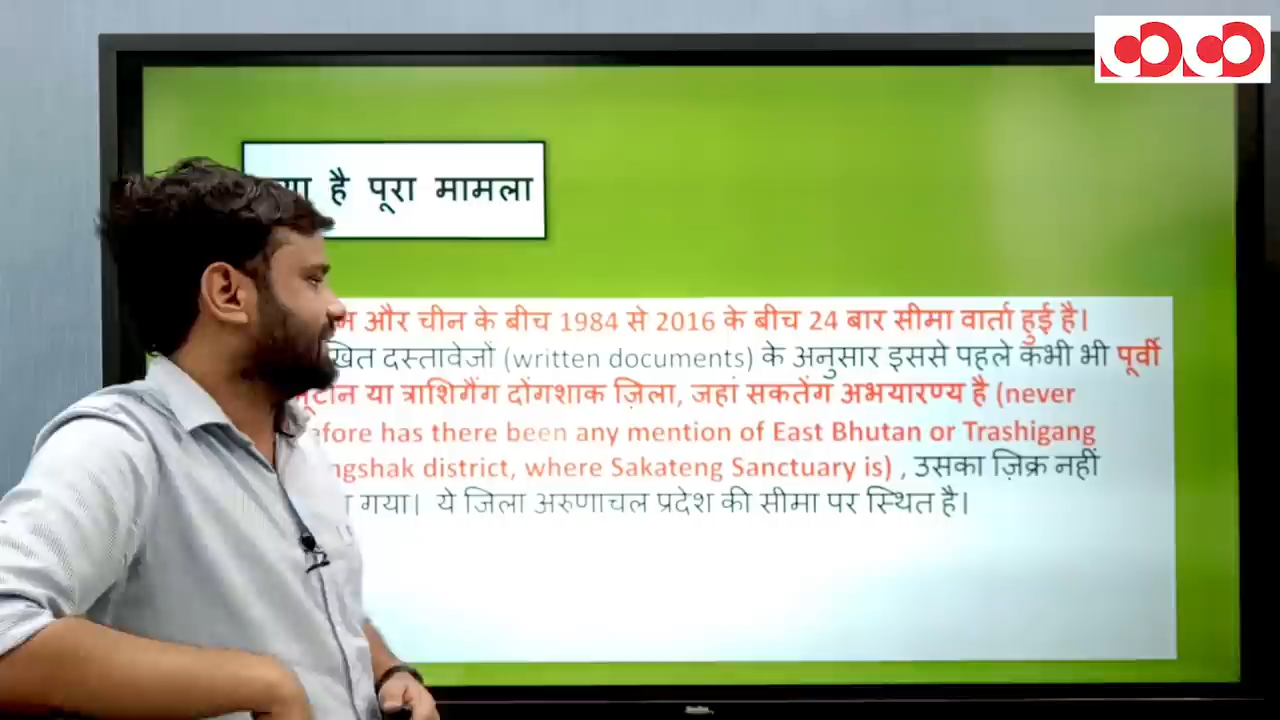 है पूरा मामला
और चीन के बीच 1984 से 2016 के बीच 24 बार सीमा वार्ता हुई है।
दस्तावेजों (written documents) के अनुसार इससे पहले कभी भी पूर्वी
या त्राशिगैंग दोंगशाक ज़िला, जहां सकतेंग अभयारण्य है (never
has there been any mention of East Bhutan or Trashigang
district, where Sakateng Sanctuary is) , उसका ज़िक्र नहीं
गया। ये जिला अरुणाचल प्रदेश की सीमा पर स्थित है।